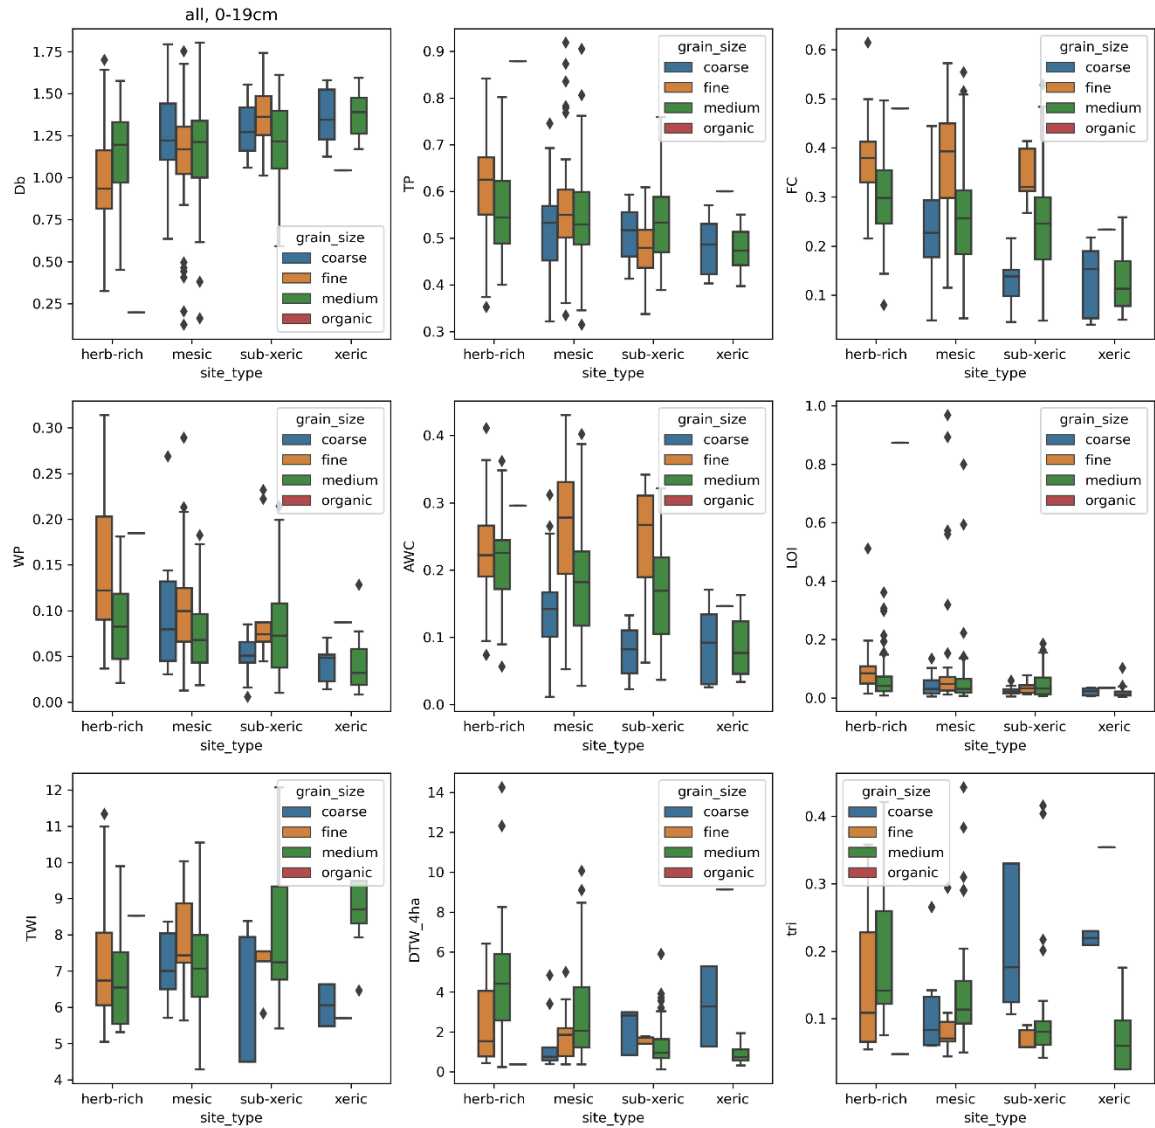 all, 0-19cm
1.75
1.50
1.25
1.00
0.75
0.50
0.25
Db
grain_size
coarse
fine
medium
organic
herb-rich mesic sub-xeric xeric
site_type
0.9
0.8
0.7
0.6
0.5
0.4
0.3
TP
grain_size
coarse
fine
medium
organic
herb-rich mesic sub-xeric xeric
site_type
0.6
0.5
0.4
0.3
0.2
0.1
FC
grain_size
coarse
fine
medium
organic
herb-rich mesic sub-xeric xeric
site_type
0.30
0.25
0.20
0.15
0.10
0.05
0.00
WP
grain_size
coarse
fine
medium
organic
herb-rich mesic sub-xeric xeric
site_type
0.4
0.3
0.2
0.1
0.0
AWC
grain_size
coarse
fine
medium
organic
herb-rich mesic sub-xeric xeric
site_type
1.0
0.8
0.6
0.4
0.2
0.0
LOI
grain_size
coarse
fine
medium
organic
herb-rich mesic sub-xeric xeric
site_type
12
11
10
9
8
7
6
5
4
TWI
grain_size
coarse
fine
medium
organic
herb-rich mesic sub-xeric xeric
site_type
14
12
10
8
6
4
2
0
DTW_4ha
grain_size
coarse
fine
medium
organic
herb-rich mesic sub-xeric xeric
site_type
0.4
0.3
0.2
0.1
tri
grain_size
coarse
fine
medium
organic
herb-rich mesic sub-xeric xeric
site_type